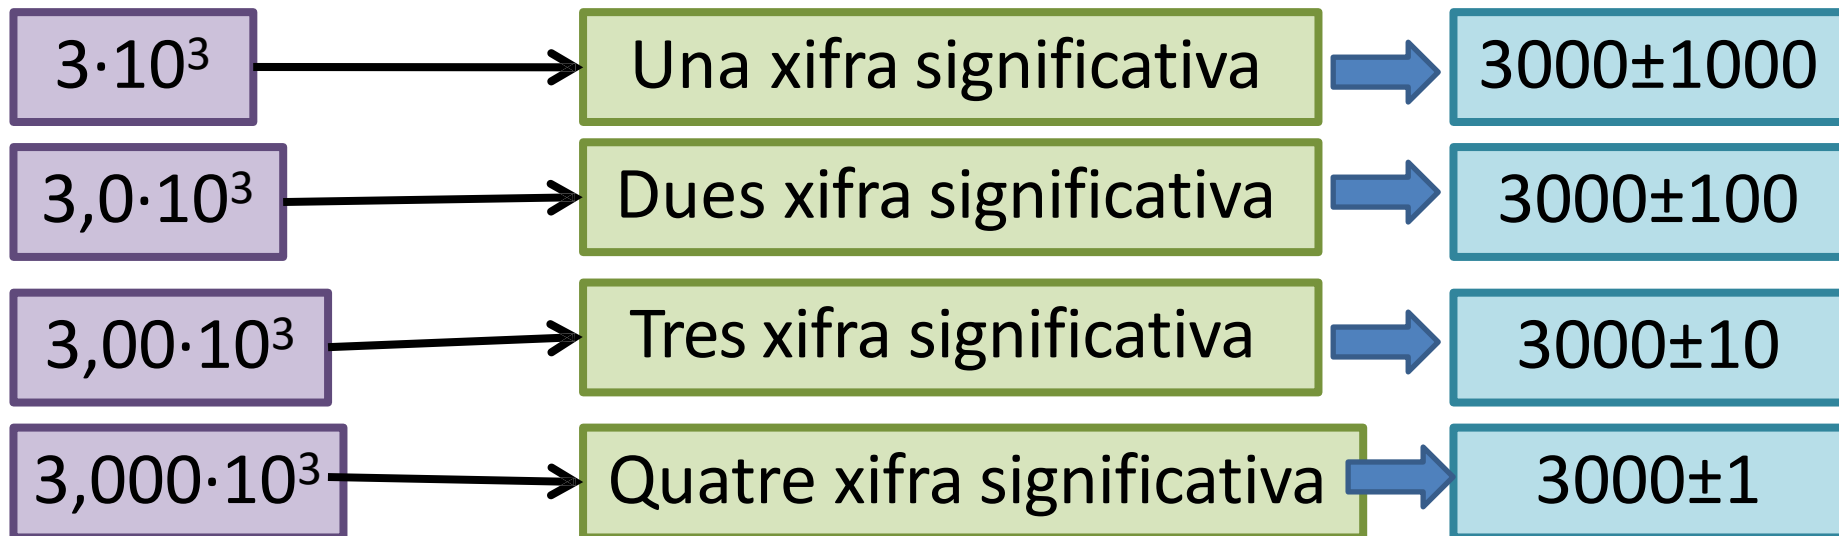 3·10³ Una xifra significativa 3000±1000
3,0·10³ Dues xifra significativa 3000±100
3,00·10³ Tres xifra significativa 3000±10
3,000·10³ Quatre xifra significativa 3000±1